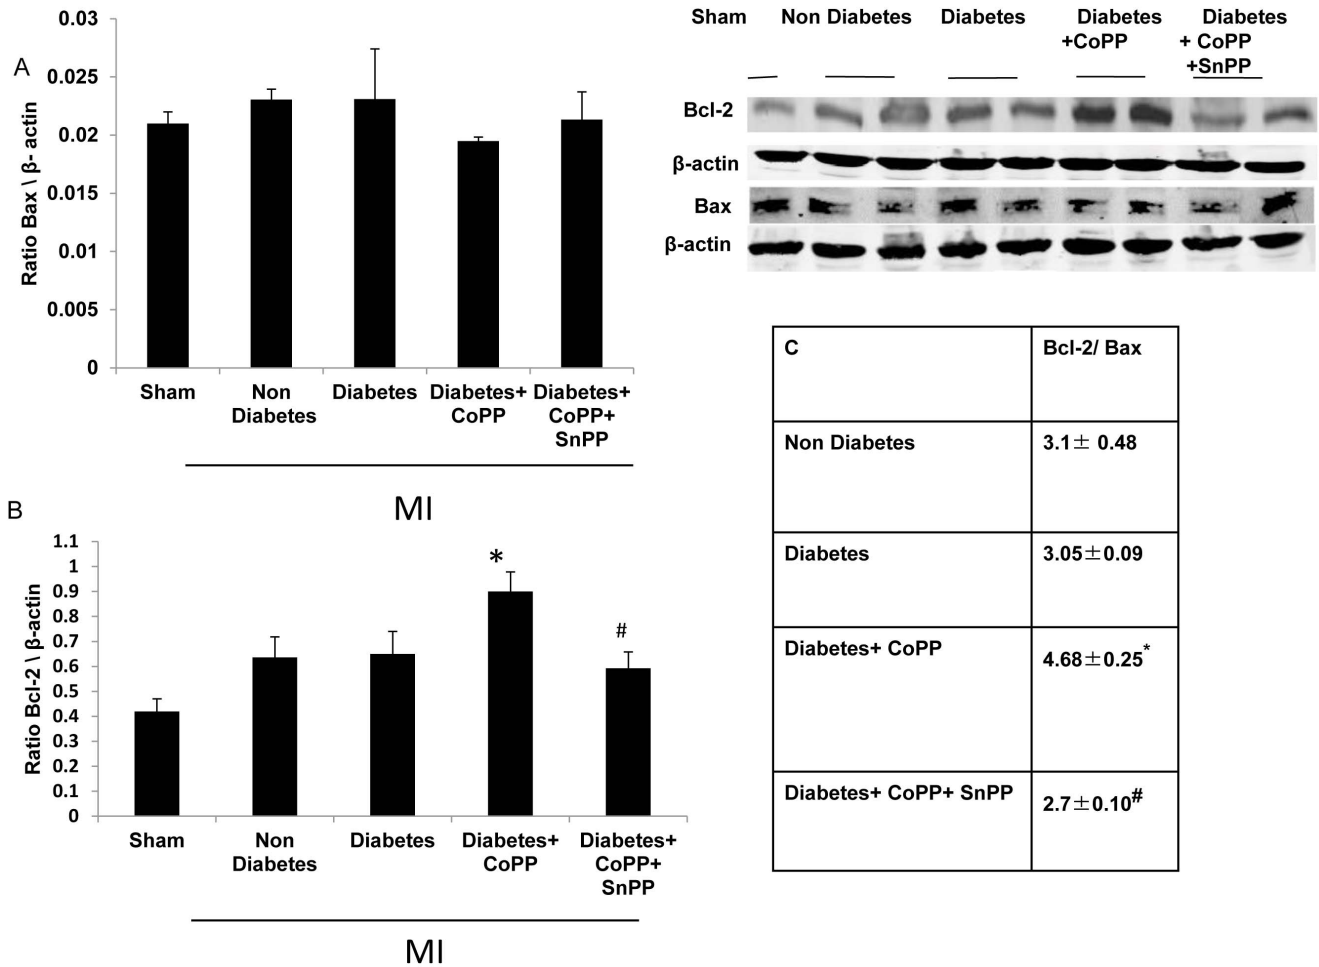 A
Ratio Bax \ β- actin
0.03
0.025
0.02
0.015
0.01
0.005
0
Sham
Non
Diabetes
Diabetes
Diabetes+
CoPP
Diabetes+
CoPP+
SnPP
MI
B
Ratio Bcl-2 \ β-actin
1.1
1
0.9
0.8
0.7
0.6
0.5
0.4
0.3
0.2
0.1
0
*
#
Sham
Non
Diabetes
Diabetes
Diabetes+
CoPP
Diabetes+
CoPP+
SnPP
MI
Sham
Non Diabetes
Diabetes
Diabetes
+CoPP
Diabetes
+ CoPP
+SnPP
Bcl-2
β-actin
Bax
β-actin
C Bcl-2/ Bax
Non Diabetes 3.1± 0.48
Diabetes 3.05±0.09
Diabetes+ CoPP 4.68±0.25*
Diabetes+ CoPP+ SnPP 2.7±0.10#